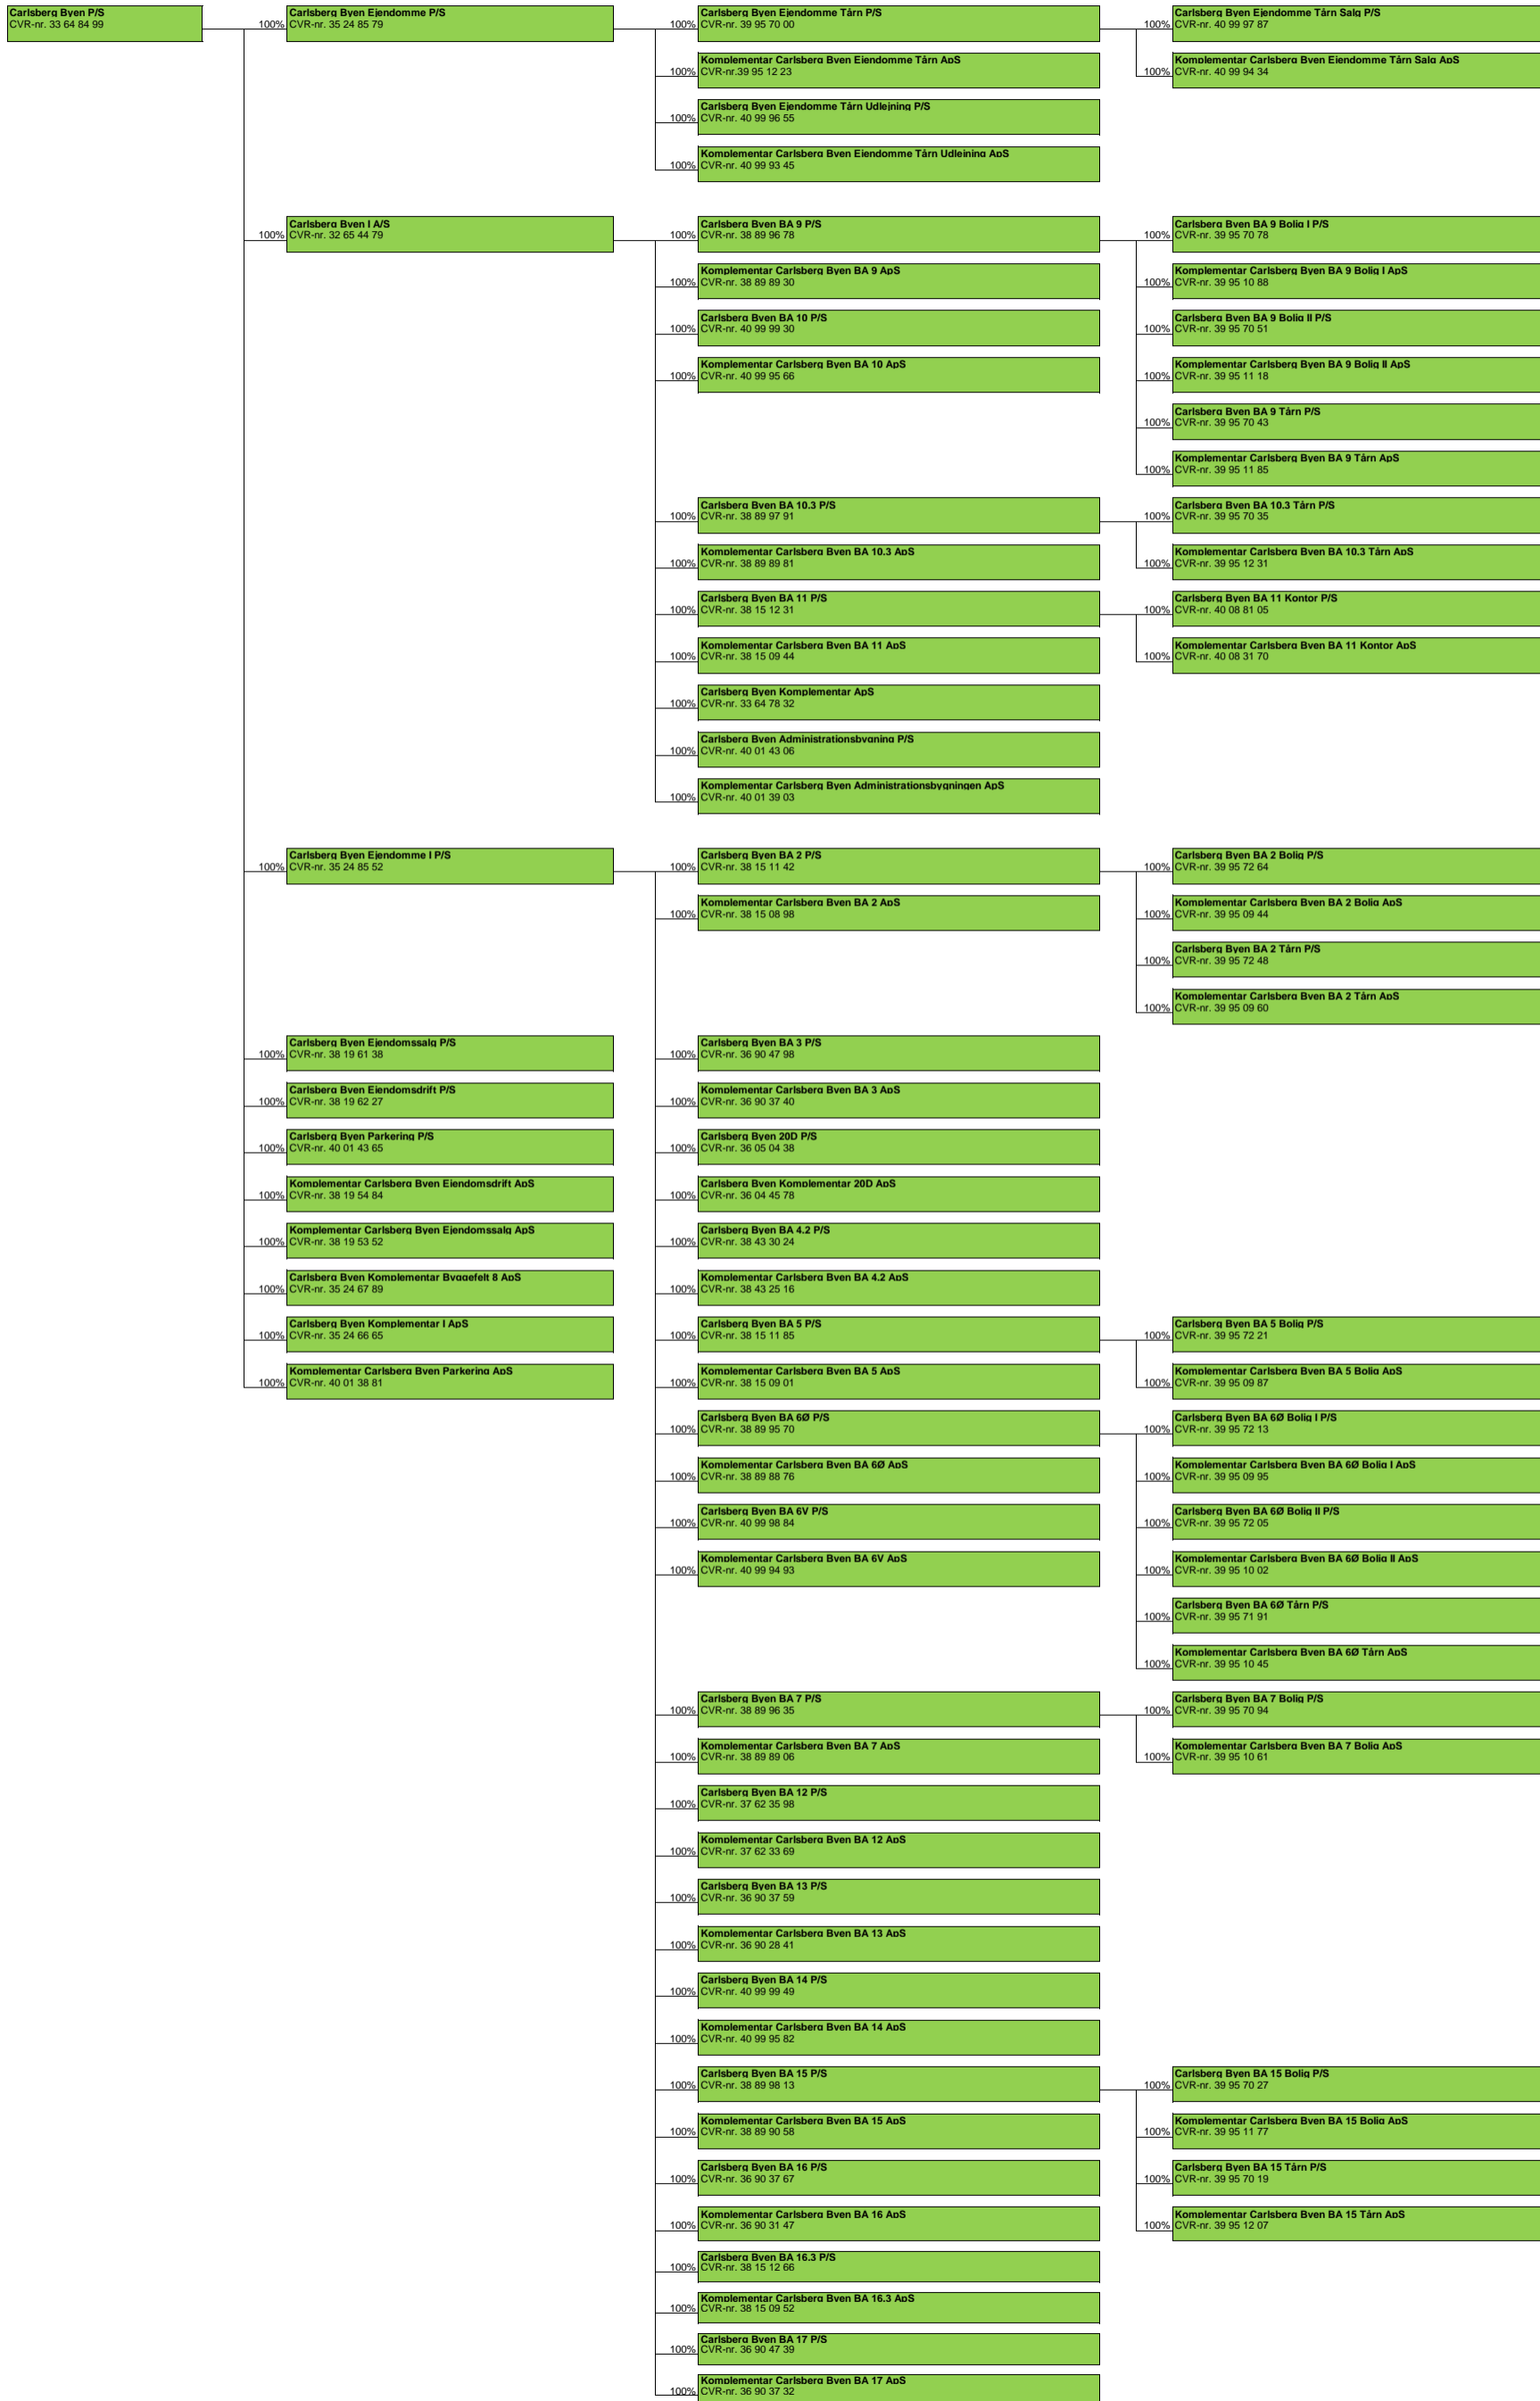 Carlsberg Byen P/S
CVR-nr. 33 64 84 99
100%
Carlsberg Byen Ejendomme P/S
CVR-nr. 35 24 85 79
100%
Carlsberg Byen Ejendomme Tårn P/S
CVR-nr. 39 95 70 00
100%
Carlsberg Byen Ejendomme Tårn Salg P/S
CVR-nr. 40 99 97 87
100%
Komplementar Carlsberg Byen Ejendomme Tårn ApS
CVR-nr.39 95 12 23
100%
Komplementar Carlsberg Byen Ejendomme Tårn Salg ApS
CVR-nr. 40 99 94 34
100%
Carlsberg Byen Ejendomme Tårn Udlejning P/S
CVR-nr. 40 99 96 55
100%
Komplementar Carlsberg Byen Ejendomme Tårn Udlejning ApS
CVR-nr. 40 99 93 45
100%
Carlsberg Byen I A/S
CVR-nr. 32 65 44 79
100%
Carlsberg Byen BA 9 P/S
CVR-nr. 38 89 96 78
100%
Carlsberg Byen BA 9 Bolig I P/S
CVR-nr. 39 95 70 78
100%
Komplementar Carlsberg Byen BA 9 ApS
CVR-nr. 38 89 89 30
100%
Komplementar Carlsberg Byen BA 9 Bolig I ApS
CVR-nr. 39 95 10 88
100%
Carlsberg Byen BA 10 P/S
CVR-nr. 40 99 99 30
100%
Carlsberg Byen BA 9 Bolig II P/S
CVR-nr. 39 95 70 51
100%
Komplementar Carlsberg Byen BA 10 ApS
CVR-nr. 40 99 95 66
100%
Komplementar Carlsberg Byen BA 9 Bolig II ApS
CVR-nr. 39 95 11 18
100%
Carlsberg Byen BA 9 Tårn P/S
CVR-nr. 39 95 70 43
100%
Komplementar Carlsberg Byen BA 9 Tårn ApS
CVR-nr. 39 95 11 85
100%
Carlsberg Byen BA 10.3 P/S
CVR-nr. 38 89 97 91
100%
Carlsberg Byen BA 10.3 Tårn P/S
CVR-nr. 39 95 70 35
100%
Komplementar Carlsberg Byen BA 10.3 ApS
CVR-nr. 38 89 89 81
100%
Komplementar Carlsberg Byen BA 10.3 Tårn ApS
CVR-nr. 39 95 12 31
100%
Carlsberg Byen BA 11 P/S
CVR-nr. 38 15 12 31
100%
Carlsberg Byen BA 11 Kontor P/S
CVR-nr. 40 08 81 05
100%
Komplementar Carlsberg Byen BA 11 ApS
CVR-nr. 38 15 09 44
100%
Komplementar Carlsberg Byen BA 11 Kontor ApS
CVR-nr. 40 08 31 70
100%
Carlsberg Byen Komplementar ApS
CVR-nr. 33 64 78 32
100%
Carlsberg Byen Administrationsbygning P/S
CVR-nr. 40 01 43 06
100%
Komplementar Carlsberg Byen Administrationsbygningen ApS
CVR-nr. 40 01 39 03
100%
Carlsberg Byen Ejendomme I P/S
CVR-nr. 35 24 85 52
100%
Carlsberg Byen BA 2 P/S
CVR-nr. 38 15 11 42
100%
Carlsberg Byen BA 2 Bolig P/S
CVR-nr. 39 95 72 64
100%
Komplementar Carlsberg Byen BA 2 ApS
CVR-nr. 38 15 08 98
100%
Komplementar Carlsberg Byen BA 2 Bolig ApS
CVR-nr. 39 95 09 44
100%
Carlsberg Byen BA 2 Tårn P/S
CVR-nr. 39 95 72 48
100%
Komplementar Carlsberg Byen BA 2 Tårn ApS
CVR-nr. 39 95 09 60
100%
Carlsberg Byen Ejendomssalg P/S
CVR-nr. 38 19 61 38
100%
Carlsberg Byen BA 3 P/S
CVR-nr. 36 90 47 98
100%
Carlsberg Byen Ejendomsdrift P/S
CVR-nr. 38 19 62 27
100%
Komplementar Carlsberg Byen BA 3 ApS
CVR-nr. 36 90 37 40
100%
Carlsberg Byen Parkering P/S
CVR-nr. 40 01 43 65
100%
Carlsberg Byen 20D P/S
CVR-nr. 36 05 04 38
100%
Komplementar Carlsberg Byen Ejendomsdrift ApS
CVR-nr. 38 19 54 84
100%
Carlsberg Byen Komplementar 20D ApS
CVR-nr. 36 04 45 78
100%
Komplementar Carlsberg Byen Ejendomssalg ApS
CVR-nr. 38 19 53 52
100%
Carlsberg Byen BA 4.2 P/S
CVR-nr. 38 43 30 24
100%
Carlsberg Byen Komplementar Byggefelt 8 ApS
CVR-nr. 35 24 67 89
100%
Komplementar Carlsberg Byen BA 4.2 ApS
CVR-nr. 38 43 25 16
100%
Carlsberg Byen Komplementar I ApS
CVR-nr. 35 24 66 65
100%
Carlsberg Byen BA 5 P/S
CVR-nr. 38 15 11 85
100%
Carlsberg Byen BA 5 Bolig P/S
CVR-nr. 39 95 72 21
100%
Komplementar Carlsberg Byen Parkering ApS
CVR-nr. 40 01 38 81
100%
Komplementar Carlsberg Byen BA 5 ApS
CVR-nr. 38 15 09 01
100%
Komplementar Carlsberg Byen BA 5 Bolig ApS
CVR-nr. 39 95 09 87
100%
Carlsberg Byen BA 6Ø P/S
CVR-nr. 38 89 95 70
100%
Carlsberg Byen BA 6Ø Bolig I P/S
CVR-nr. 39 95 72 13
100%
Komplementar Carlsberg Byen BA 6Ø ApS
CVR-nr. 38 89 88 76
100%
Komplementar Carlsberg Byen BA 6Ø Bolig I ApS
CVR-nr. 39 95 09 95
100%
Carlsberg Byen BA 6V P/S
CVR-nr. 40 99 98 84
100%
Carlsberg Byen BA 6Ø Bolig II P/S
CVR-nr. 39 95 72 05
100%
Komplementar Carlsberg Byen BA 6V ApS
CVR-nr. 40 99 94 93
100%
Komplementar Carlsberg Byen BA 6Ø Bolig II ApS
CVR-nr. 39 95 10 02
100%
Carlsberg Byen BA 6Ø Tårn P/S
CVR-nr. 39 95 71 91
100%
Komplementar Carlsberg Byen BA 6Ø Tårn ApS
CVR-nr. 39 95 10 45
100%
Carlsberg Byen BA 7 P/S
CVR-nr. 38 89 96 35
100%
Carlsberg Byen BA 7 Bolig P/S
CVR-nr. 39 95 70 94
100%
Komplementar Carlsberg Byen BA 7 ApS
CVR-nr. 38 89 89 06
100%
Komplementar Carlsberg Byen BA 7 Bolig ApS
CVR-nr. 39 95 10 61
100%
Carlsberg Byen BA 12 P/S
CVR-nr. 37 62 35 98
100%
Komplementar Carlsberg Byen BA 12 ApS
CVR-nr. 37 62 33 69
100%
Carlsberg Byen BA 13 P/S
CVR-nr. 36 90 37 59
100%
Komplementar Carlsberg Byen BA 13 ApS
CVR-nr. 36 90 28 41
100%
Carlsberg Byen BA 14 P/S
CVR-nr. 40 99 99 49
100%
Komplementar Carlsberg Byen BA 14 ApS
CVR-nr. 40 99 95 82
100%
Carlsberg Byen BA 15 P/S
CVR-nr. 38 89 98 13
100%
Carlsberg Byen BA 15 Bolig P/S
CVR-nr. 39 95 70 27
100%
Komplementar Carlsberg Byen BA 15 ApS
CVR-nr. 38 89 90 58
100%
Komplementar Carlsberg Byen BA 15 Bolig ApS
CVR-nr. 39 95 11 77
100%
Carlsberg Byen BA 16 P/S
CVR-nr. 36 90 37 67
100%
Carlsberg Byen BA 15 Tårn P/S
CVR-nr. 39 95 70 19
100%
Komplementar Carlsberg Byen BA 16 ApS
CVR-nr. 36 90 31 47
100%
Komplementar Carlsberg Byen BA 15 Tårn ApS
CVR-nr. 39 95 12 07
100%
Carlsberg Byen BA 16.3 P/S
CVR-nr. 38 15 12 66
100%
Komplementar Carlsberg Byen BA 16.3 ApS
CVR-nr. 38 15 09 52
100%
Carlsberg Byen BA 17 P/S
CVR-nr. 36 90 47 39
100%
Komplementar Carlsberg Byen BA 17 ApS
CVR-nr. 36 90 37 32